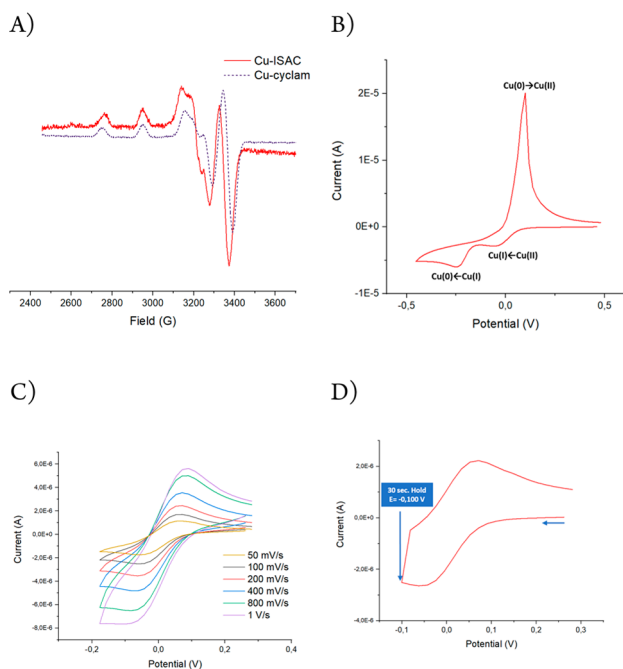 A)
Cu-ISAC
Cu-cyclam
2400 2600 2800 3000 3200 3400 3600
Field (G)
B)
Cu(0)→Cu(II)
2E-5
1E-5
0E+0
-1E-5
Current (A)
Cu(I)←Cu(II)
Cu(0)←Cu(I)
-0,5 0,0 0,5
Potential (V)
C)
6,0E-6
4,0E-6
2,0E-6
0,0E+0
-2,0E-6
-4,0E-6
-6,0E-6
-8,0E-6
Current (A)
50 mV/s
100 mV/s
200 mV/s
400 mV/s
800 mV/s
1 V/s
-0,2 0,0 0,2 0,4
Potential (V)
D)
2,0E-6
0,0E+0
-2,0E-6
-4,0E-6
Current (A)
30 sec. Hold
E= -0,100 V
-0,1 0,0 0,1 0,2 0,3
Potential (V)